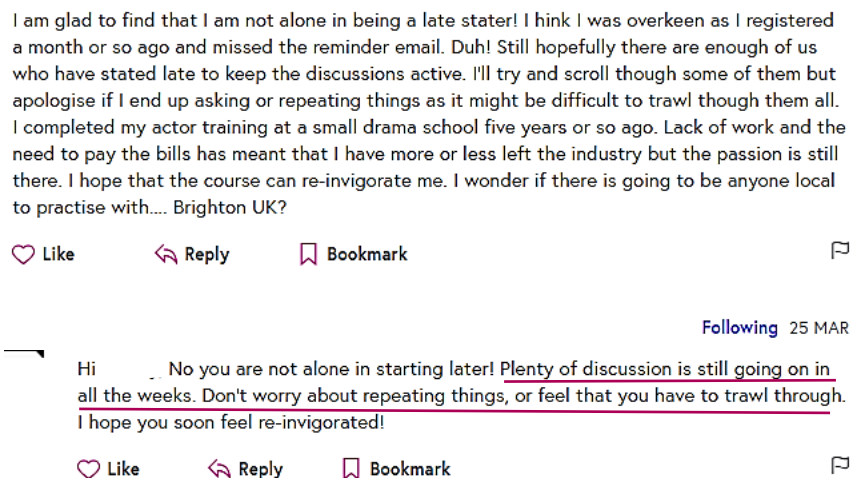 I am glad to find that I am not alone in being a late stater! I hink I was overkeen as I registered
a month or so ago and missed the reminder email. Duh! Still hopefully there are enough of us
who have stated late to keep the discussions active. I'll try and scroll though some of them but
apologise if I end up asking or repeating things as it might be difficult to trawl though them all.
I completed my actor training at a small drama school five years or so ago. Lack of work and the
need to pay the bills has meant that I have more or less left the industry but the passion is still
there. I hope that the course can re-invigorate me. I wonder if there is going to be anyone local
to practise with.... Brighton UK?
Like Reply Bookmark
Following 25 MAR
Hi No you are not alone in starting later! Plenty of discussion is still going on in
all the weeks. Don't worry about repeating things, or feel that you have to trawl through.
I hope you soon feel re-invigorated!
Like Reply Bookmark